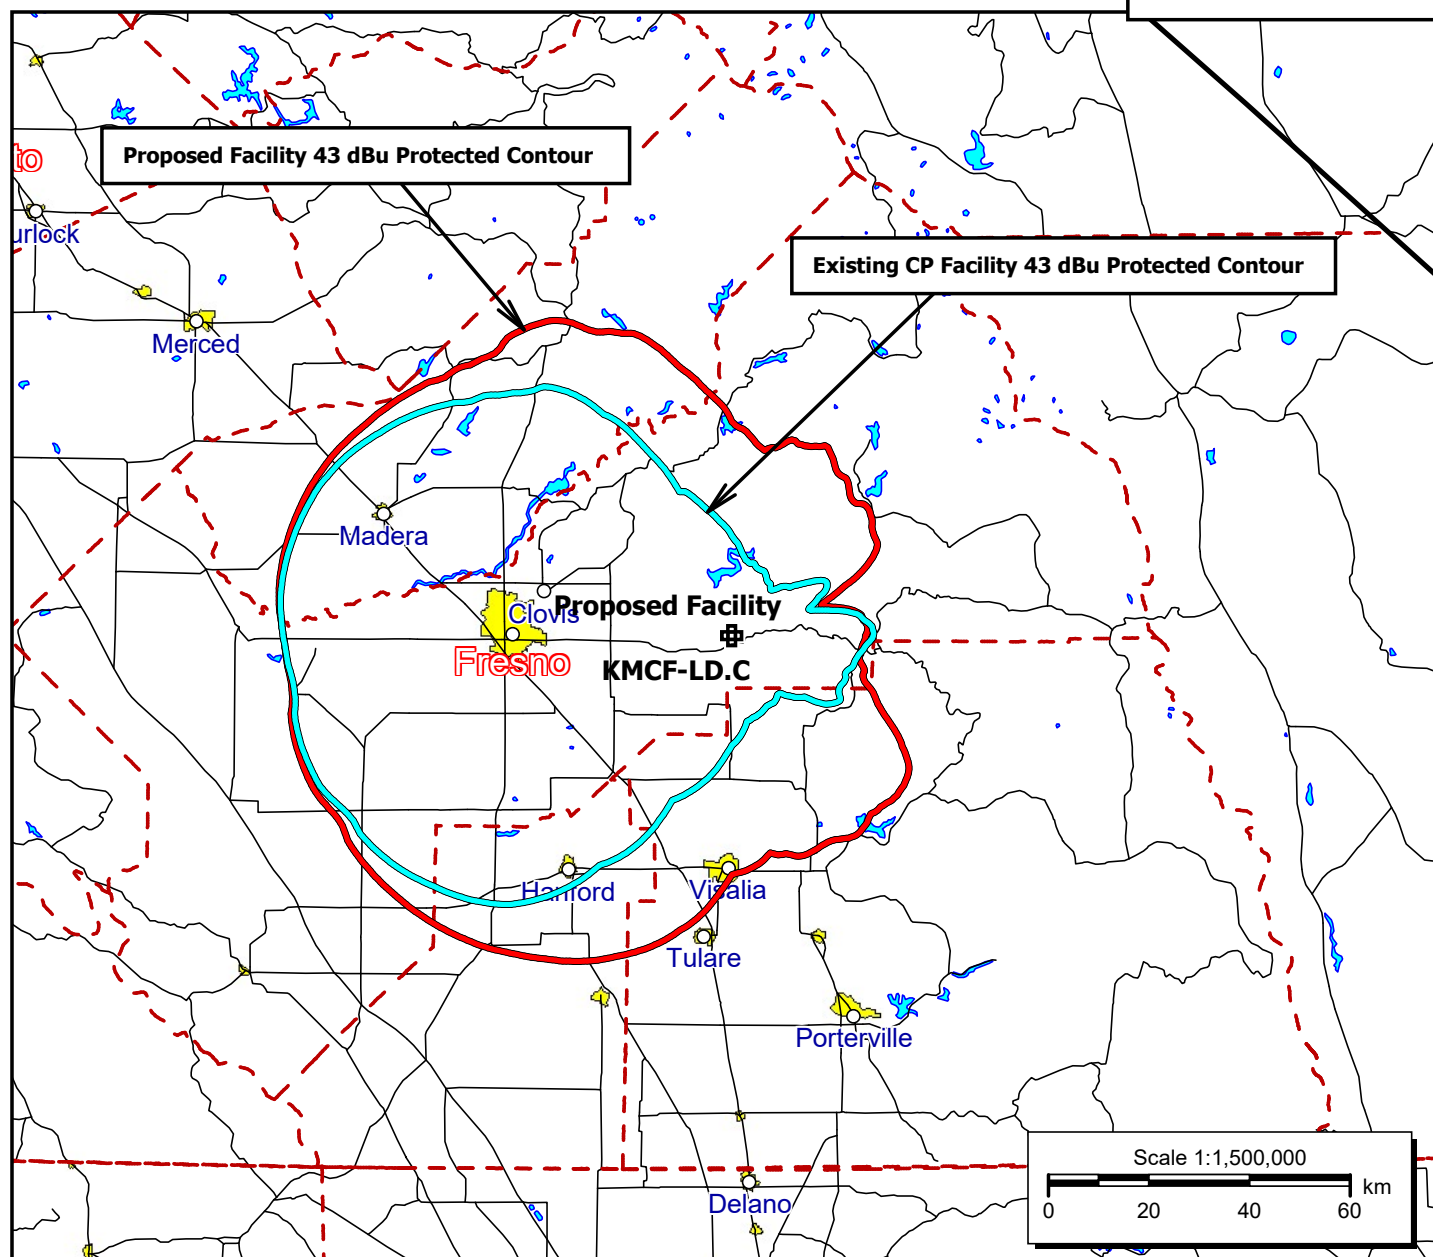 Proposed Facility 43 dBu Protected Contour
to
urlock
Existing CP Facility 43 dBu Protected Contour
Merced
Madera
Clovis
Proposed Facility
Fresno
KMCF-LD.C
Hanford
Visalia
Tulare
Porterville
Delano
Scale 1:1,500,000
km
0 20 40 60